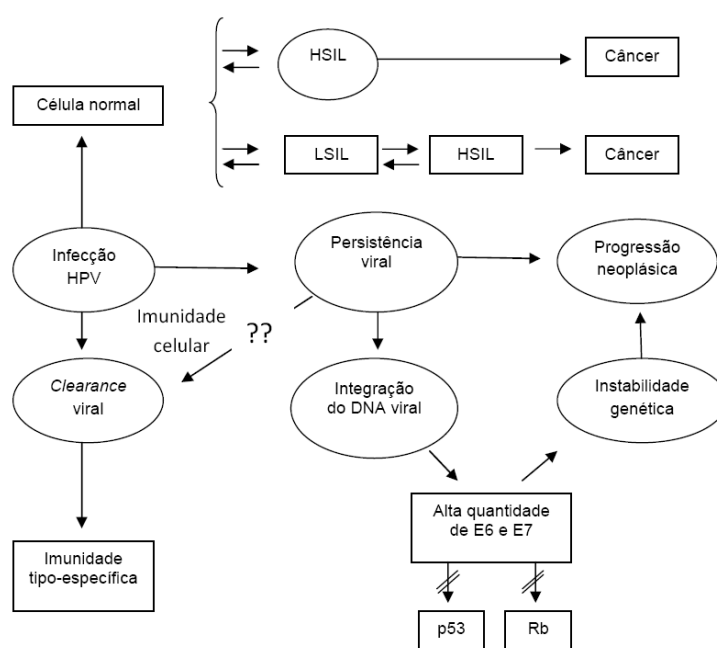 HSIL
Câncer
Célula normal
LSIL
HSIL
Câncer
Infecção
HPV
Persistência
viral
Progressão
neoplásica
Imunidade
celular
??
Clearance
viral
Integração
do DNA viral
Instabilidade
genética
Alta quantidade
de E6 e E7
Imunidade
tipo-específica
p53
Rb